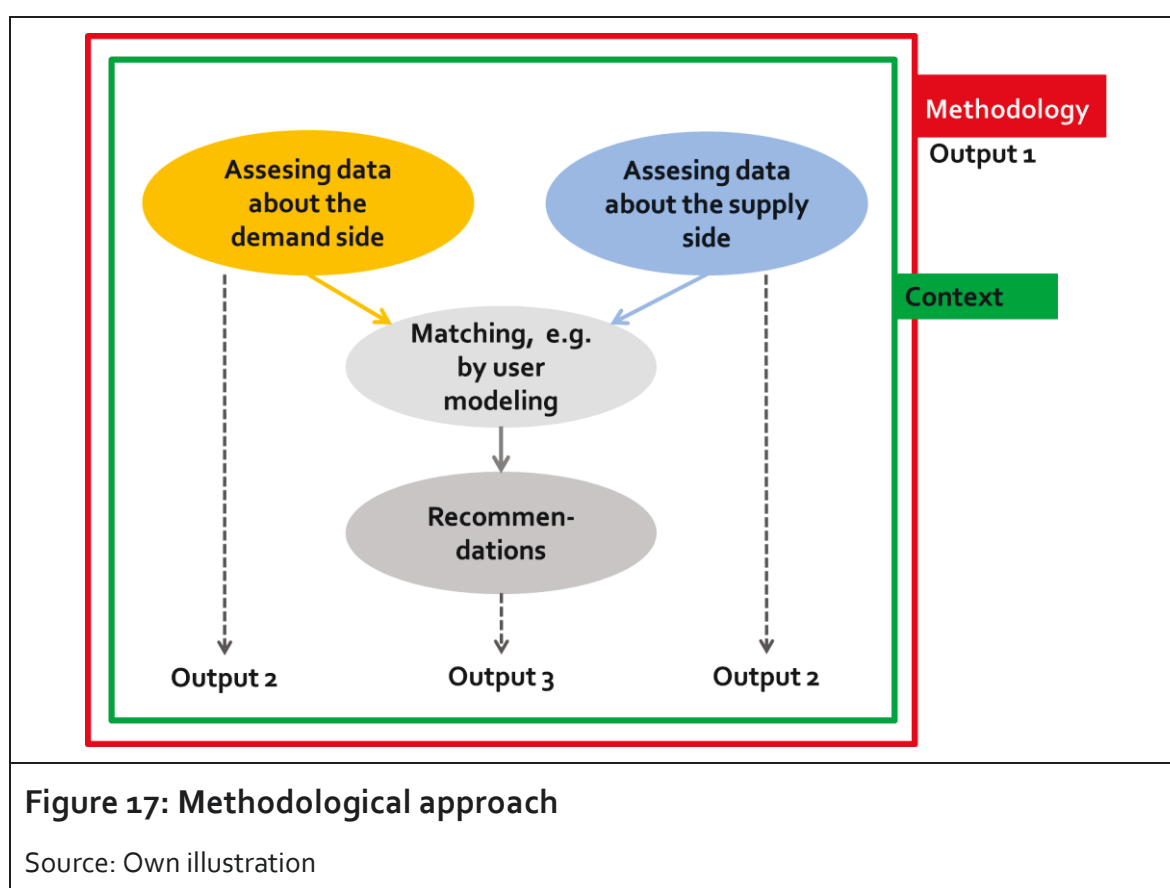 Methodology
Output 1
Assesing data
about the
demand side
Assesing data
about the supply
side
Context
Matching,  e.g.
by user
modeling
Recommen-
dations
Output 2
Output 3
Output 2
Figure 17: Methodological approach
Source: Own illustration